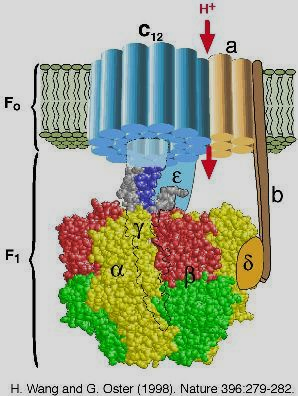 H+
c12
a
Fo
ε
b
F1
γ
α
β
δ
H. Wang and G. Oster (1998). Nature 396:279-282.